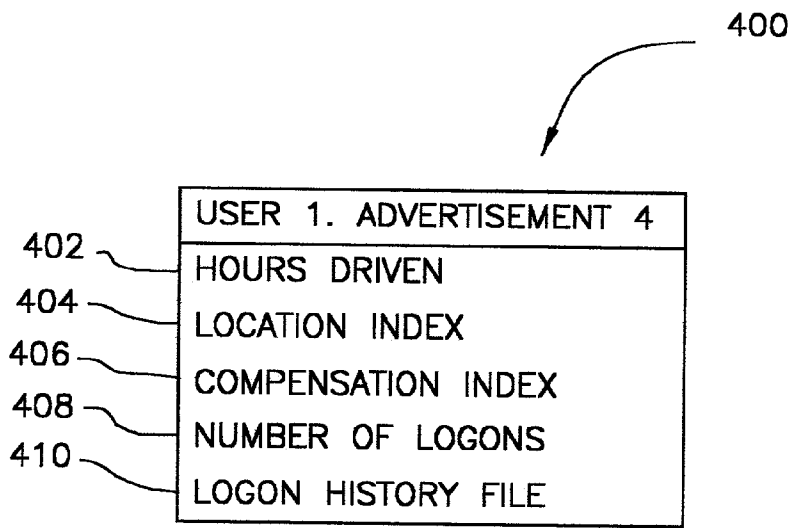 400
USER 1. ADVERTISEMENT 4
402 HOURS DRIVEN
404 LOCATION INDEX
406 COMPENSATION INDEX
408 NUMBER OF LOGONS
410 LOGON HISTORY FILE